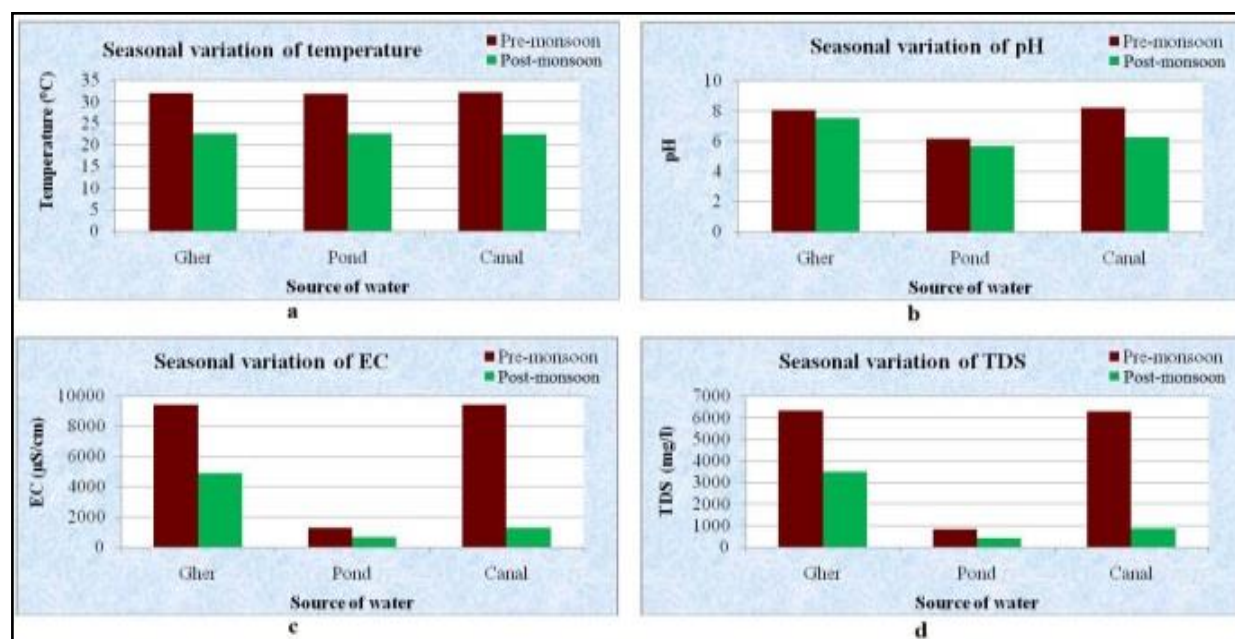 Seasonal variation of temperature
Pre-monsoon
Post-monsoon
Temperature (°C)
35
30
25
20
15
10
5
0
Gher Pond Canal
Source of water
a
Seasonal variation of pH
Pre-monsoon
Post-monsoon
pH
10
8
6
4
2
0
Gher Pond Canal
Source of water
b
Seasonal variation of EC
Pre-monsoon
Post-monsoon
EC (µS/cm)
10000
8000
6000
4000
2000
0
Gher Pond Canal
Source of water
c
Seasonal variation of TDS
Pre-monsoon
Post-monsoon
TDS (mg/l)
7000
6000
5000
4000
3000
2000
1000
0
Gher Pond Canal
Source of water
d